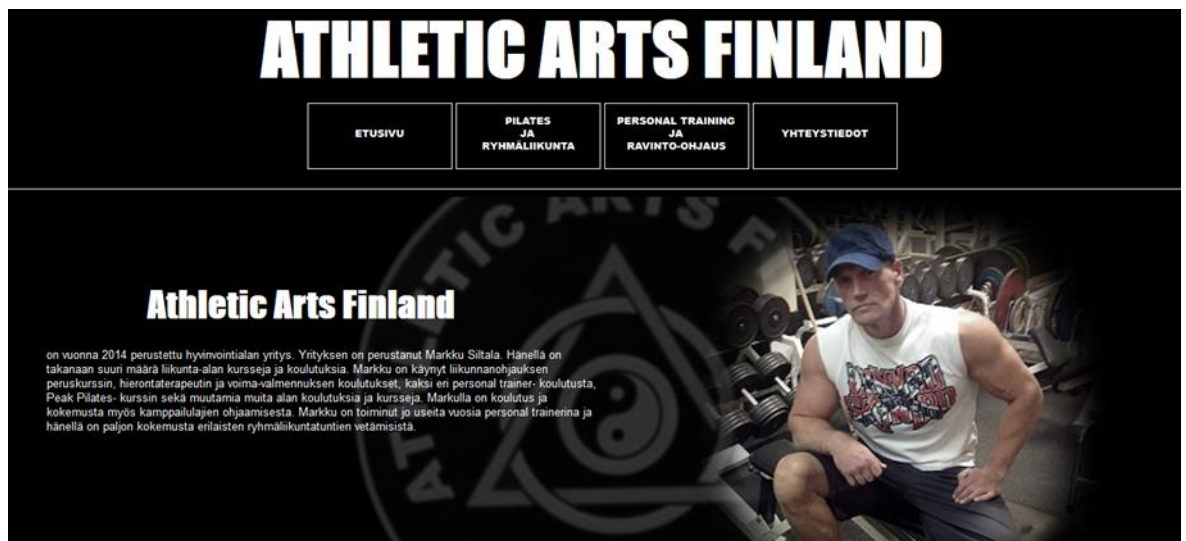 ATHLETIC ARTS FINLAND
ETUSIVU
PILATES
JA
RYHMÄLIIKUNTA
PERSONAL TRAINING
JA
RAVINTO-OHJAUS
YHTEYSTIEDOT
ATHLETIC ARTS F
Athletic Arts Finland
on vuonna 2014 perustettu hyvinvointialan yritys. Yrityksen on perustanut Markku Siltala. Hänellä on
takanaan suuri määrä liikunta-alan kursseja ja koulutuksia. Markku on käynyt liikunnanohjauksen
peruskurssin, hierontaterapeutin ja voima-valmennuksen koulutukset, kaksi eri personal trainer- koulutusta,
Peak Pilates- kurssin sekä muutamia muita alan koulutuksia ja kursseja. Markulla on koulutus ja
kokemusta myös kamppailulajien ohjaamisesta. Markku on toiminut jo useita vuosia personal trainerina ja
hänellä on paljon kokemusta erilaisten ryhmäliikuntatuntien vetämisistä.